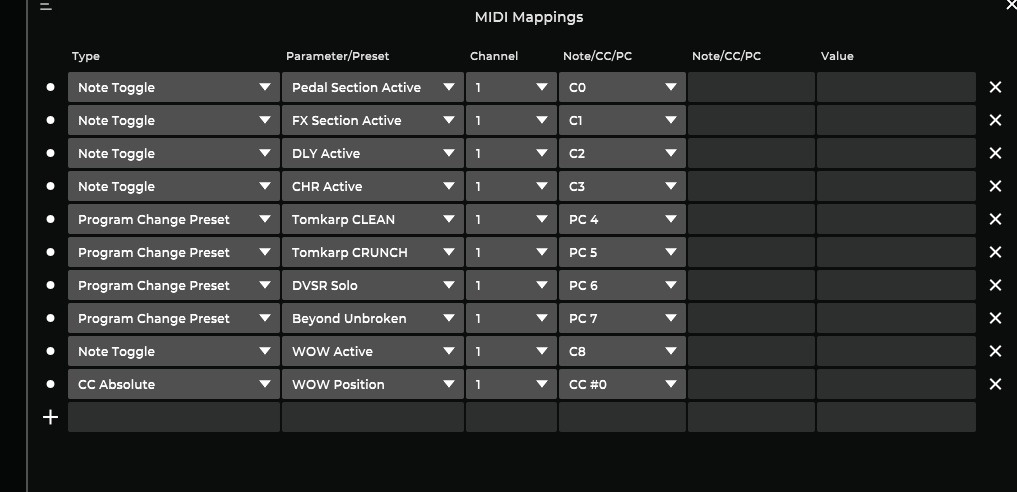 MIDI Mappings
Type Parameter/Preset Channel Note/CC/PC Note/CC/PC Value
Note Toggle Pedal Section Active 1 C0
Note Toggle FX Section Active 1 C1
Note Toggle DLY Active 1 C2
Note Toggle CHR Active 1 C3
Program Change Preset Tomkarp CLEAN 1 PC 4
Program Change Preset Tomkarp CRUNCH 1 PC 5
Program Change Preset DVSR Solo 1 PC 6
Program Change Preset Beyond Unbroken 1 PC 7
Note Toggle WOW Active 1 C8
CC Absolute WOW Position 1 CC #0